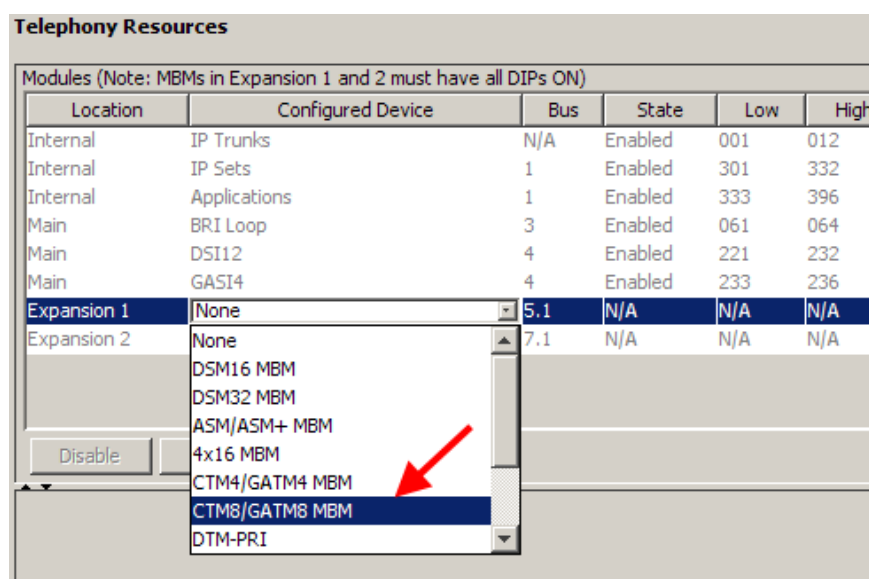 Telephony Resources
Modules (Note: MBMs in Expansion 1 and 2 must have all DIPs ON)
Location Configured Device Bus State Low High
Internal IP Trunks N/A Enabled 001 012
Internal IP Sets 1 Enabled 301 332
Internal Applications 1 Enabled 333 396
Main BRI Loop 3 Enabled 061 064
Main DSI12 4 Enabled 221 232
Main GASI4 4 Enabled 233 236
Expansion 1 None 5.1 N/A N/A N/A
Expansion 2 None 7.1 N/A N/A N/A
DSM16 MBM
DSM32 MBM
ASM/ASM+ MBM
Disable 4x16 MBM
CTM4/GATM4 MBM
CTM8/GATM8 MBM
DTM-PRI